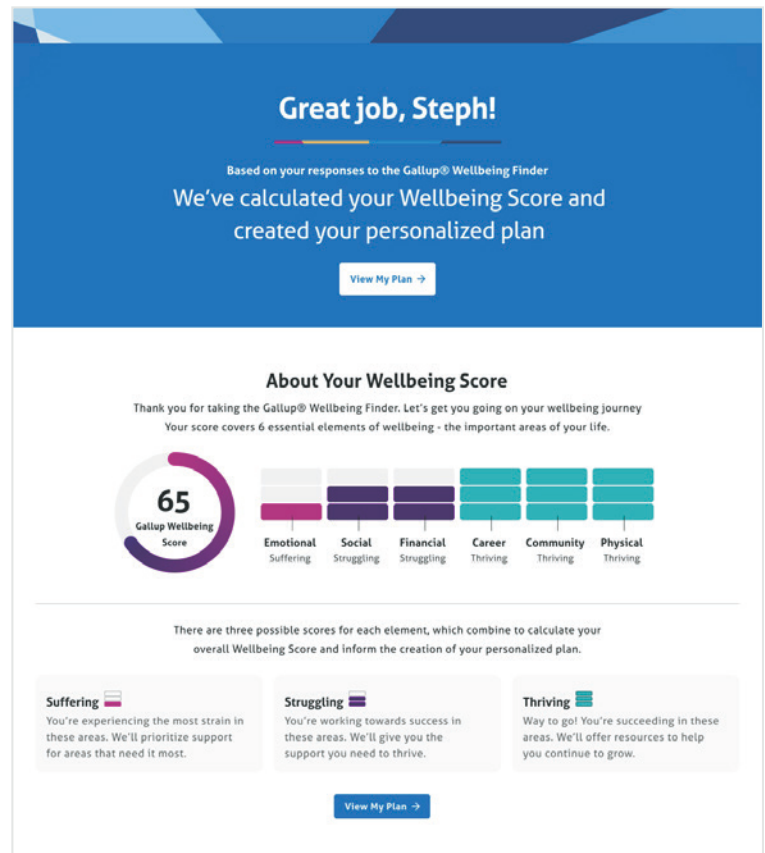 Great job, Steph!
Based on your responses to the Gallup® Wellbeing Finder
We've calculated your Wellbeing Score and
created your personalized plan
View My Plan →
About Your Wellbeing Score
Thank you for taking the Gallup® Wellbeing Finder. Let's get you going on your wellbeing journey
Your score covers 6 essential elements of wellbeing - the important areas of your life.
65
Gallup Wellbeing
Score
Emotional Social Financial Career Community Physical
Suffering Struggling Struggling Thriving Thriving Thriving
There are three possible scores for each element, which combine to calculate your
overall Wellbeing Score and inform the creation of your personalized plan.
Suffering
You're experiencing the most strain in
these areas. We'll prioritize support
for areas that need it most.
Struggling
You're working towards success in
these areas. We'll give you the
support you need to thrive.
Thriving
Way to go! You're succeeding in these
areas. We'll offer resources to help
you continue to grow.
View My Plan →